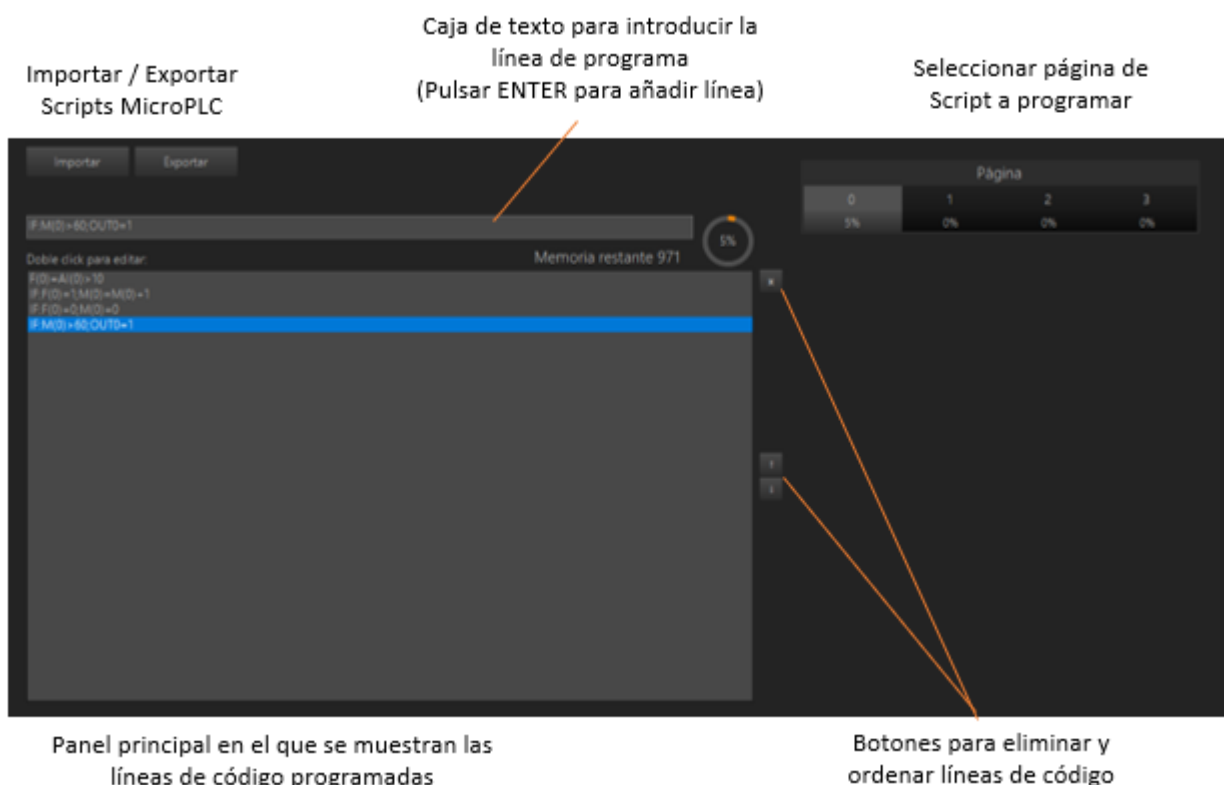 Caja de texto para introducir la
línea de programa
(Pulsar ENTER para añadir línea)
Importar / Exportar
Scripts MicroPLC
Seleccionar página de
Script a programar
Importar
Exportar
Página
0 1 2 3
5% 0% 0% 0%
IF:M(0)>60;OUT0=1
5%
Doble click para editar:
Memoria restante 971
F(0)=AI(0)>10
IF:F(0)=1;M(0)=M(0)+1
IF:F(0)=0;M(0)=0
IF:M(0)>60;OUT0=1
x
↑
↓
Panel principal en el que se muestran las
líneas de código programadas
Botones para eliminar y
ordenar líneas de código